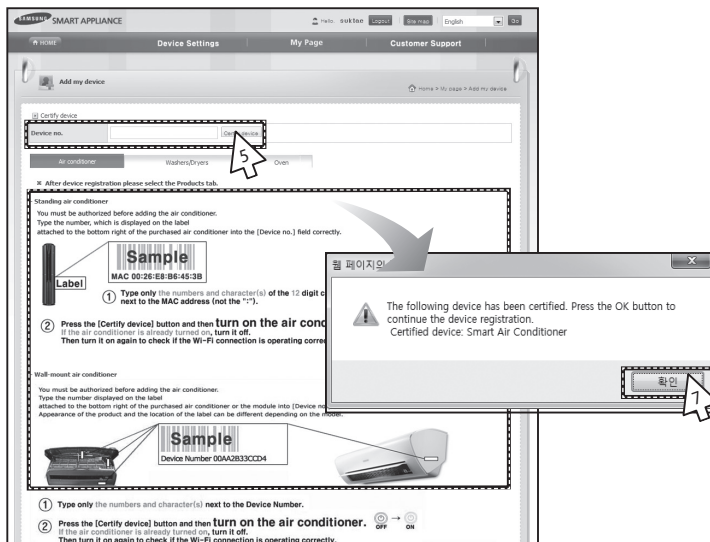 SAMSUNG SMART APPLIANCE
Hello. oukine Logout Site map English Go
HOME Device Settings My Page Customer Support
Add my device
Home > My page > Add my device
Certify device
Device no. Certify device
5
Air conditioner Washers/Dryers Oven
※ After device registration please select the Products tab.
Standing air conditioner
You must be authorized before adding the air conditioner.
Type the number, which is displayed on the label
attached to the bottom right of the purchased air conditioner into the [Device no.] field correctly.
Sample
MAC 00:26:E8:B6:45:3B
Label
① Type only the numbers and character(s) of the 12 digit c
next to the MAC address (not the ":").
② Press the [Certify device] button and then turn on the air cond
If the air conditioner is already turned on, turn it off.
Then turn it on again to check if the Wi-Fi connection is operating correc
웹 페이지의
X
The following device has been certified. Press the OK button to
continue the device registration.
Certified device: Smart Air Conditioner
확인
7
Wall-mount air conditioner
You must be authorized before adding the air conditioner.
Type the number displayed on the label
attached to the bottom right of the purchased air conditioner or the module into [Device no
Appearance of the product and the location of the label can be different depending on the model.
Sample
Device Number 00AA2B33CCD4
① Type only the numbers and character(s) next to the Device Number.
② Press the [Certify device] button and then turn on the air conditioner. OFF → ON
If the air conditioner is already turned on, turn it off.
Then turn it on again to check if the Wi-Fi connection is operating correctly.